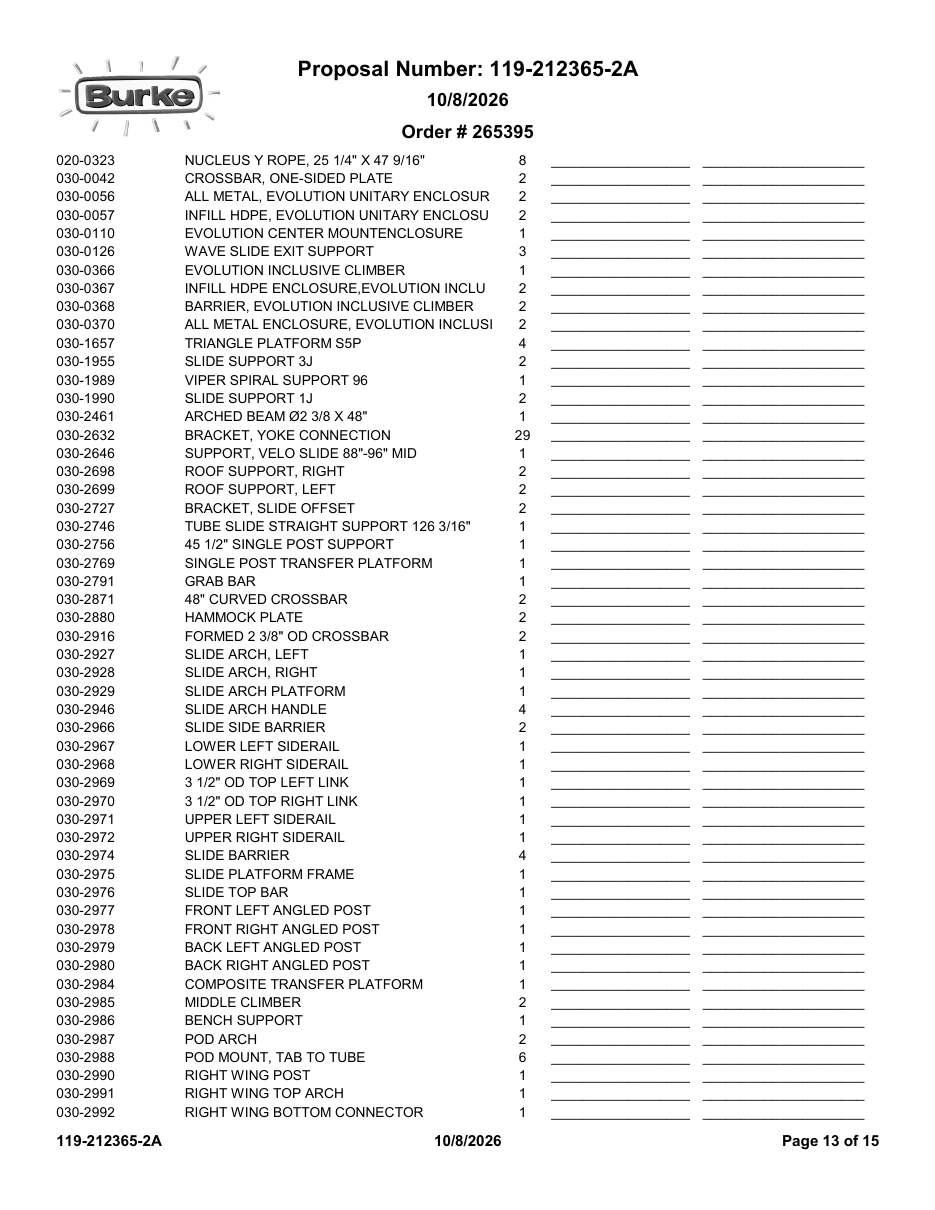 Burke
Proposal Number: 119-212365-2A
10/8/2026
Order # 265395
020-0323 NUCLEUS Y ROPE, 25 1/4" X 47 9/16" 8
030-0042 CROSSBAR, ONE-SIDED PLATE 2
030-0056 ALL METAL, EVOLUTION UNITARY ENCLOSUR 2
030-0057 INFILL HDPE, EVOLUTION UNITARY ENCLOSU 2
030-0110 EVOLUTION CENTER MOUNTENCLOSURE 1
030-0126 WAVE SLIDE EXIT SUPPORT 3
030-0366 EVOLUTION INCLUSIVE CLIMBER 1
030-0367 INFILL HDPE ENCLOSURE,EVOLUTION INCLU 2
030-0368 BARRIER, EVOLUTION INCLUSIVE CLIMBER 2
030-0370 ALL METAL ENCLOSURE, EVOLUTION INCLUSI 2
030-1657 TRIANGLE PLATFORM S5P 4
030-1955 SLIDE SUPPORT 3J 2
030-1989 VIPER SPIRAL SUPPORT 96 1
030-1990 SLIDE SUPPORT 1J 2
030-2461 ARCHED BEAM Ø2 3/8 X 48" 1
030-2632 BRACKET, YOKE CONNECTION 29
030-2646 SUPPORT, VELO SLIDE 88"-96" MID 1
030-2698 ROOF SUPPORT, RIGHT 2
030-2699 ROOF SUPPORT, LEFT 2
030-2727 BRACKET, SLIDE OFFSET 2
030-2746 TUBE SLIDE STRAIGHT SUPPORT 126 3/16" 1
030-2756 45 1/2" SINGLE POST SUPPORT 1
030-2769 SINGLE POST TRANSFER PLATFORM 1
030-2791 GRAB BAR 1
030-2871 48" CURVED CROSSBAR 2
030-2880 HAMMOCK PLATE 2
030-2916 FORMED 2 3/8" OD CROSSBAR 2
030-2927 SLIDE ARCH, LEFT 1
030-2928 SLIDE ARCH, RIGHT 1
030-2929 SLIDE ARCH PLATFORM 1
030-2946 SLIDE ARCH HANDLE 4
030-2966 SLIDE SIDE BARRIER 2
030-2967 LOWER LEFT SIDERAIL 1
030-2968 LOWER RIGHT SIDERAIL 1
030-2969 3 1/2" OD TOP LEFT LINK 1
030-2970 3 1/2" OD TOP RIGHT LINK 1
030-2971 UPPER LEFT SIDERAIL 1
030-2972 UPPER RIGHT SIDERAIL 1
030-2974 SLIDE BARRIER 4
030-2975 SLIDE PLATFORM FRAME 1
030-2976 SLIDE TOP BAR 1
030-2977 FRONT LEFT ANGLED POST 1
030-2978 FRONT RIGHT ANGLED POST 1
030-2979 BACK LEFT ANGLED POST 1
030-2980 BACK RIGHT ANGLED POST 1
030-2984 COMPOSITE TRANSFER PLATFORM 1
030-2985 MIDDLE CLIMBER 2
030-2986 BENCH SUPPORT 1
030-2987 POD ARCH 2
030-2988 POD MOUNT, TAB TO TUBE 6
030-2990 RIGHT WING POST 1
030-2991 RIGHT WING TOP ARCH 1
030-2992 RIGHT WING BOTTOM CONNECTOR 1
119-212365-2A 10/8/2026 Page 13 of 15